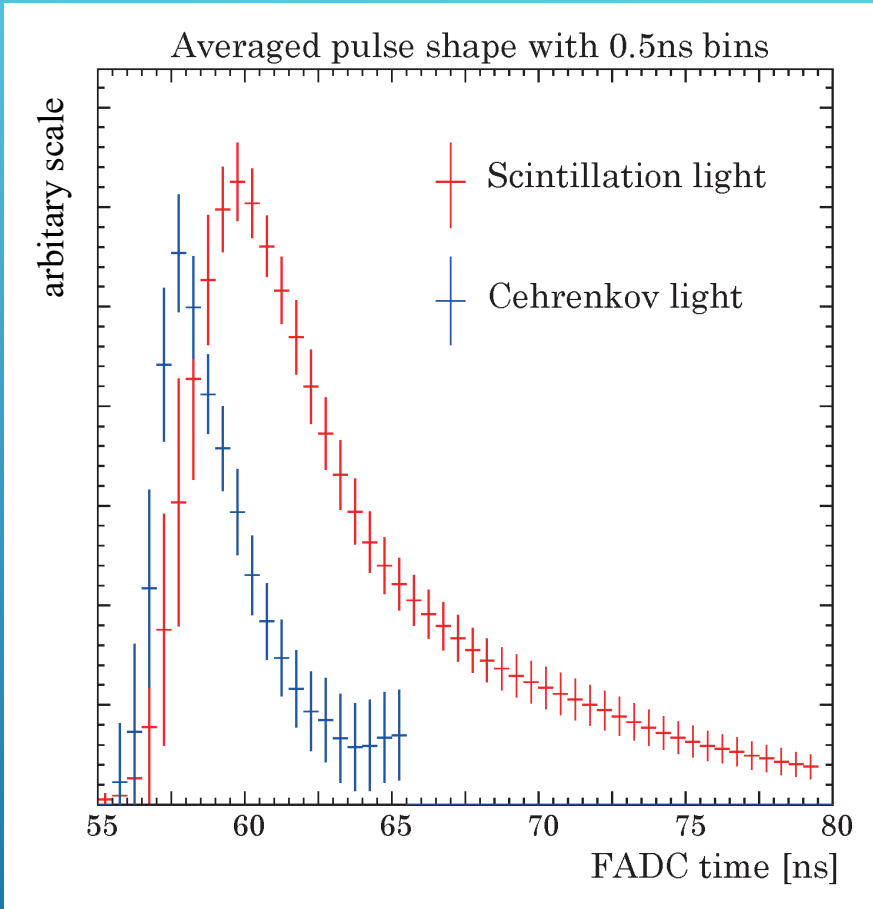 Averaged pulse shape with 0.5ns bins
arbitary scale
Scintillation light
Cehrenkov light
55 60 65 70 75 80
FADC time [ns]